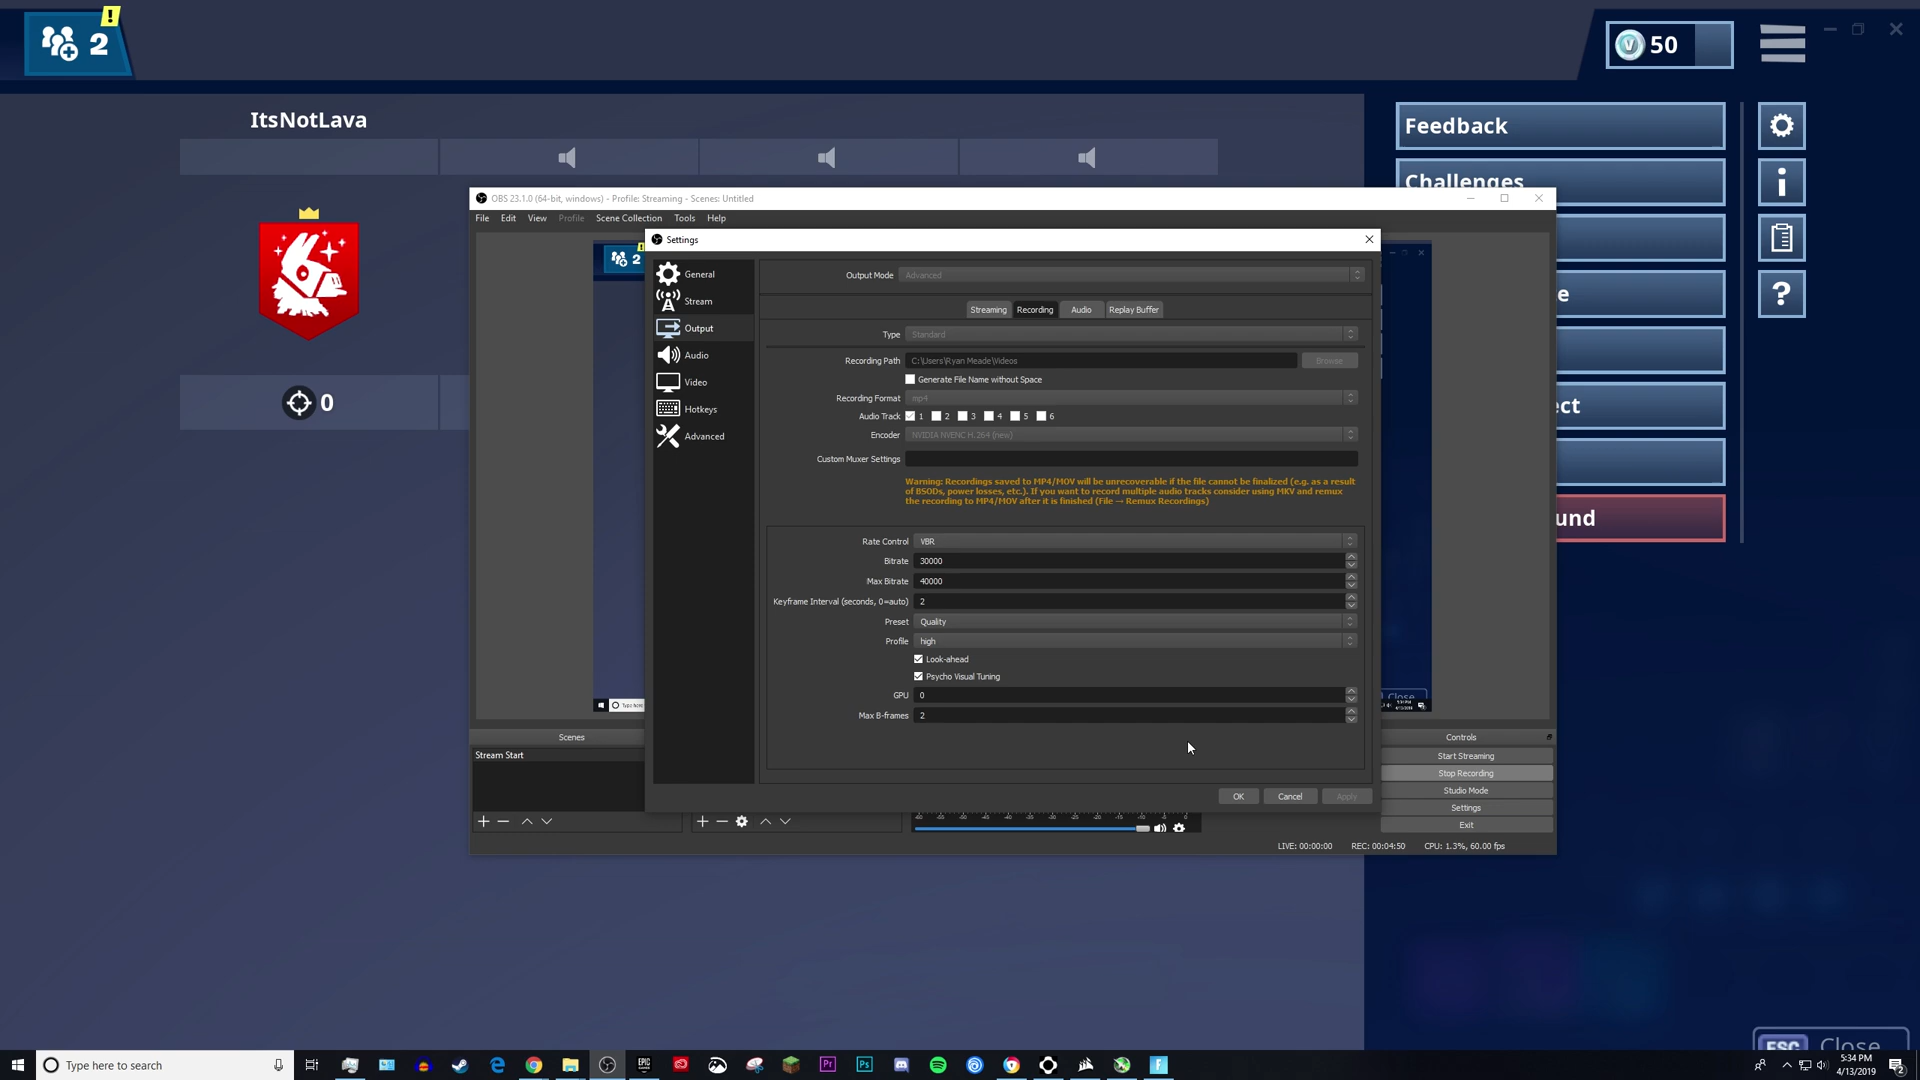 2
!
50
ItsNotLava
Feedback
Challenges
e
ect
und
0
OBS 23.1.0 (64-bit, windows) - Profile: Streaming - Scenes: Untitled
File Edit View Profile Scene Collection Tools Help
2
Settings
General
Stream
Output
Audio
Video
Hotkeys
Advanced
Output Mode Advanced
Streaming Recording Audio Replay Buffer
Type Standard
Recording Path C:\Users\Ryan Meade\Videos Browse
Generate File Name without Space
Recording Format mp4
Audio Track 1 2 3 4 5 6
Encoder NVIDIA NVENC H.264 (new)
Custom Muxer Settings
Warning: Recordings saved to MP4/MOV will be unrecoverable if the file cannot be finalized (e.g. as a result
of BSODs, power losses, etc.). If you want to record multiple audio tracks consider using MKV and remux
the recording to MP4/MOV after it is finished (File → Remux Recordings)
Rate Control VBR
Bitrate 30000
Max Bitrate 40000
Keyframe Interval (seconds, 0=auto) 2
Preset Quality
Profile high
Look-ahead
Psycho Visual Tuning
GPU 0
Max B-frames 2
OK Cancel Apply
Close
Scenes
Stream Start
Controls
Start Streaming
Stop Recording
Studio Mode
Settings
Exit
LIVE: 00:00:00 REC: 00:04:50 CPU: 1.3%, 60.00 fps
ESC Close
Type here to search
EPIC
Pr
Ps
5:34 PM
4/13/2019
2